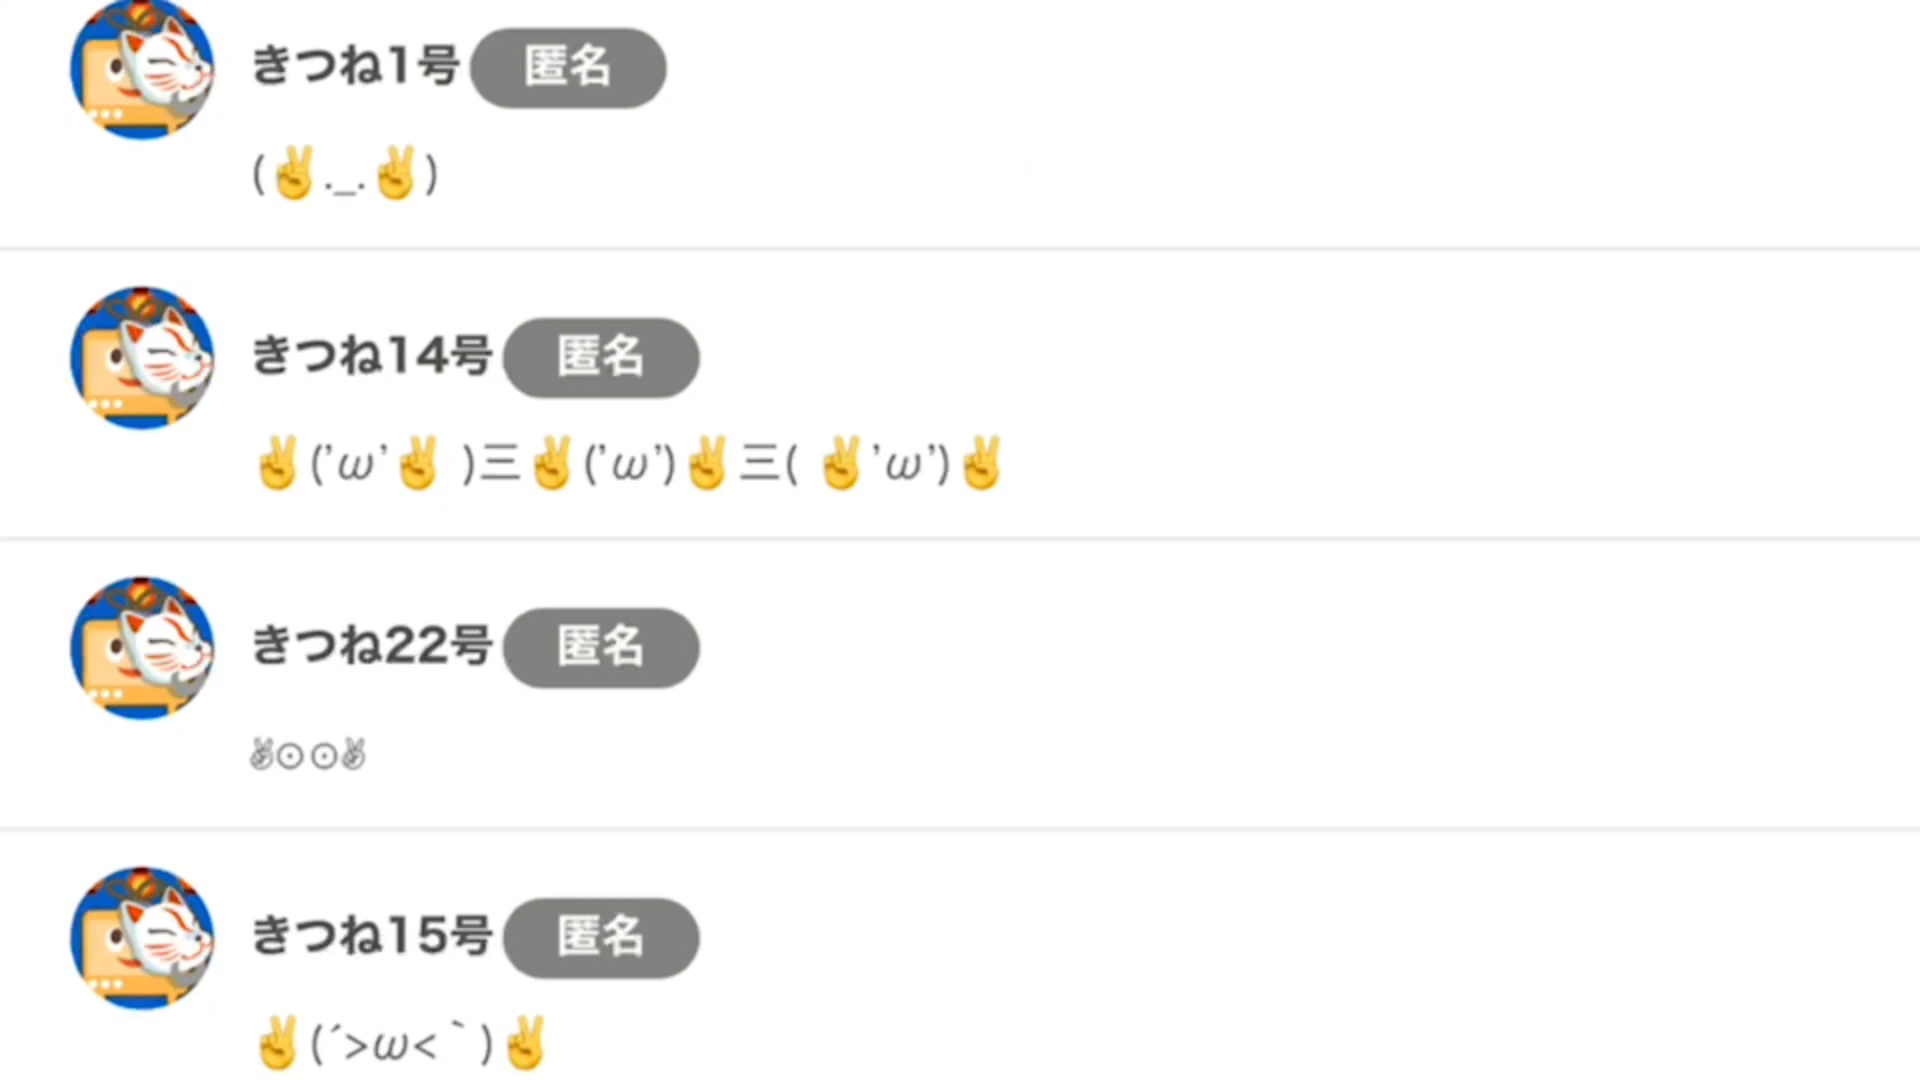 きつね1号 匿名
(✌._.✌)
きつね14号 匿名
✌('ω'✌ )三✌('ω')✌三( ✌'ω')✌
きつね22号 匿名
✌⊙⊙✌
きつね15号 匿名
✌(´>ω<｀)✌